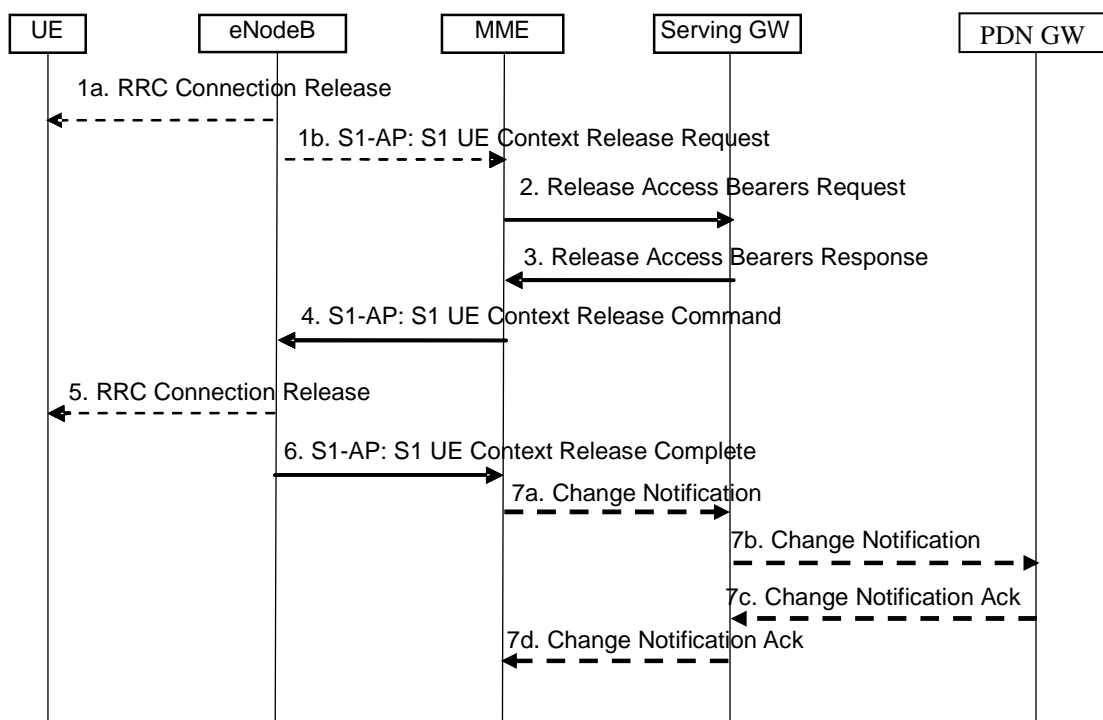 UE
eNodeB
MME
Serving GW
PDN GW
1a. RRC Connection Release
1b. S1-AP: S1 UE Context Release Request
2. Release Access Bearers Request
3. Release Access Bearers Response
4. S1-AP: S1 UE Context Release Command
5. RRC Connection Release
6. S1-AP: S1 UE Context Release Complete
7a. Change Notification
7b. Change Notification
7c. Change Notification Ack
7d. Change Notification Ack